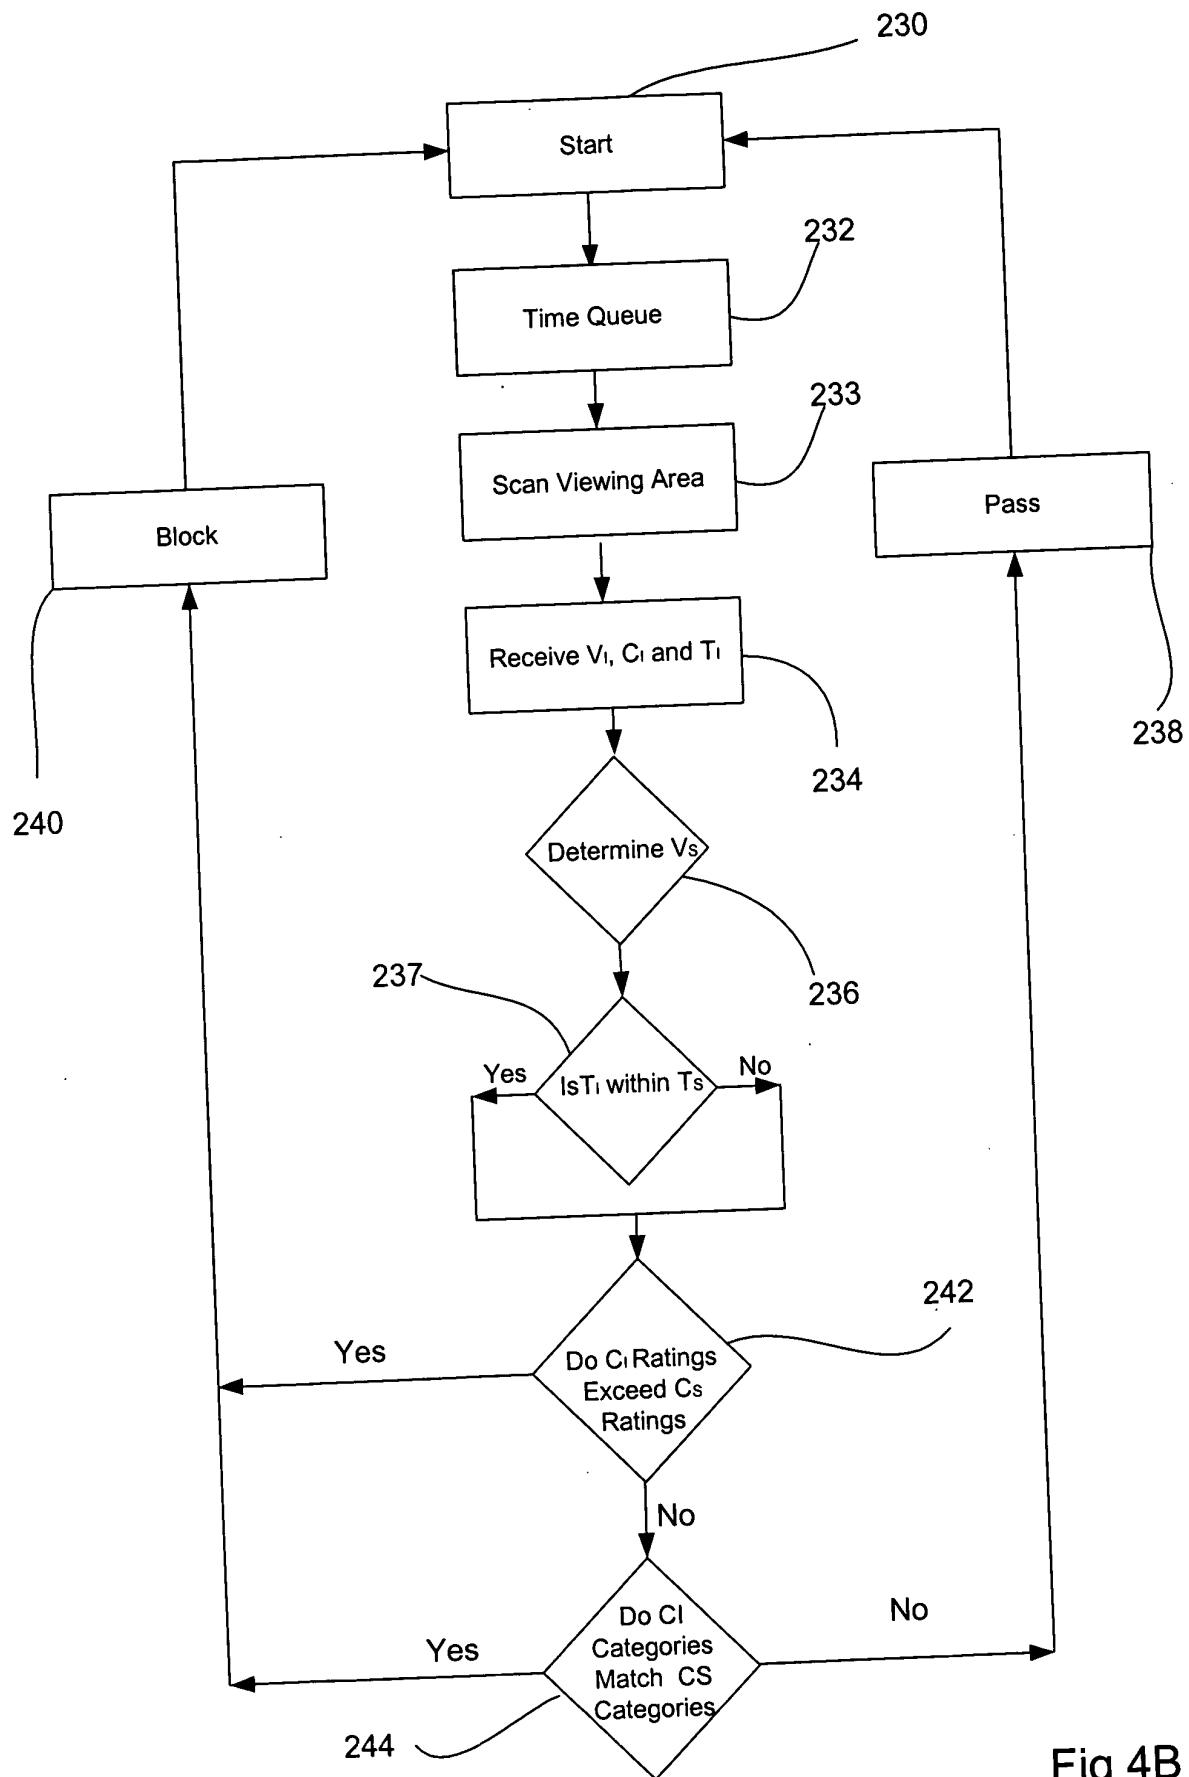 230
Start
232
Time Queue
233
Scan Viewing Area
Block
Pass
Receive VI, CI and TI
238
234
240
Determine VS
237
236
Yes
IsTI within TS
No
242
Yes
Do CI Ratings
Exceed CS
Ratings
No
Do CI
Categories
Match CS
Categories
Yes
No
244
Fig 4B